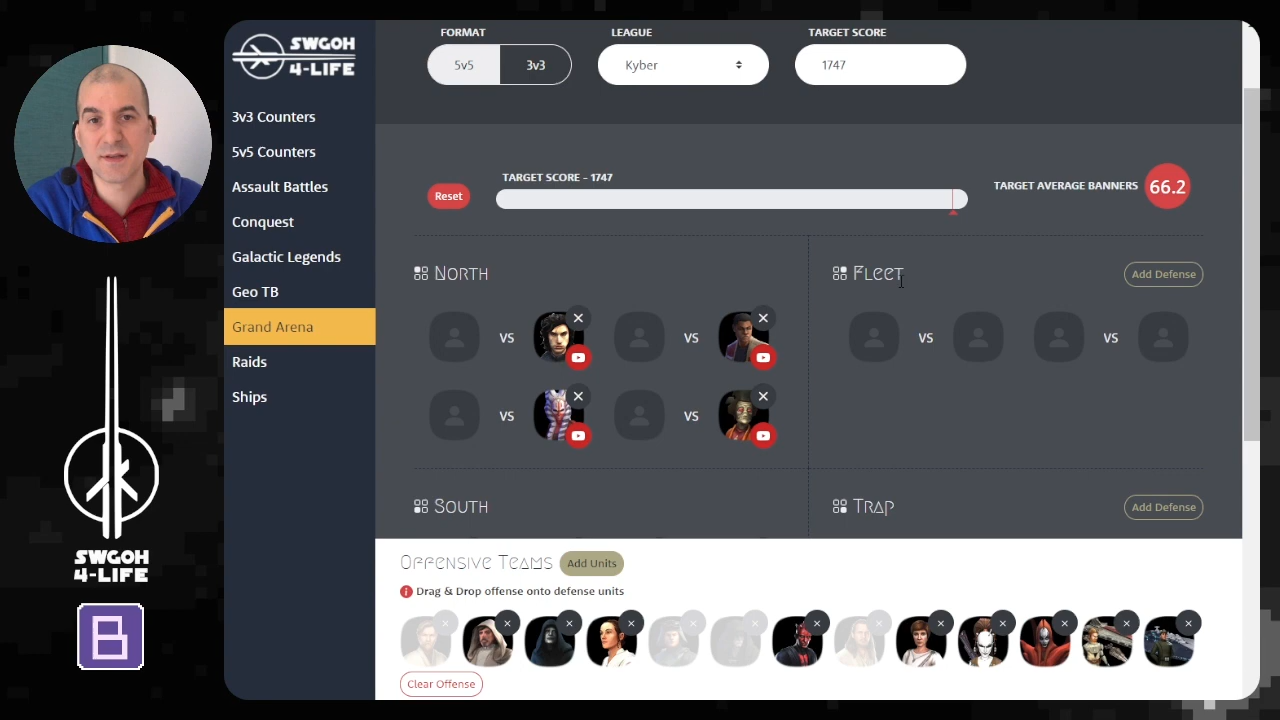 SWGOH
4-LIFE
3v3 Counters
5v5 Counters
Assault Battles
Conquest
Galactic Legends
Geo TB
Grand Arena
Raids
Ships
SWGOH
4-LIFE
B
FORMAT
LEAGUE
TARGET SCORE
5v5
3v3
Kyber
1747
Reset
TARGET SCORE - 1747
TARGET AVERAGE BANNERS
66.2
North
VS
VS
VS
VS
Fleet
Add Defense
VS
VS
South
Trap
Add Defense
Offensive Teams
Add Units
Drag & Drop offense onto defense units
Clear Offense